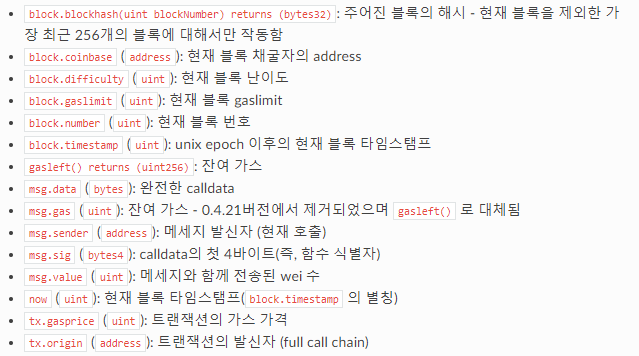 block.blockhash(uint blockNumber) returns (bytes32): 주어진 블록의 해시 - 현재 블록을 제외한 가
장 최근 256개의 블록에 대해서만 작동함
block.coinbase (address): 현재 블록 채굴자의 address
block.difficulty (uint): 현재 블록 난이도
block.gaslimit (uint): 현재 블록 gaslimit
block.number (uint): 현재 블록 번호
block.timestamp (uint): unix epoch 이후의 현재 블록 타임스탬프
gasleft() returns (uint256): 잔여 가스
msg.data (bytes): 완전한 calldata
msg.gas (uint): 잔여 가스 - 0.4.21버전에서 제거되었으며 gasleft() 로 대체됨
msg.sender (address): 메세지 발신자 (현재 호출)
msg.sig (bytes4): calldata의 첫 4바이트(즉, 함수 식별자)
msg.value (uint): 메세지와 함께 전송된 wei 수
now (uint): 현재 블록 타임스탬프(block.timestamp 의 별칭)
tx.gasprice (uint): 트랜잭션의 가스 가격
tx.origin (address): 트랜잭션의 발신자 (full call chain)